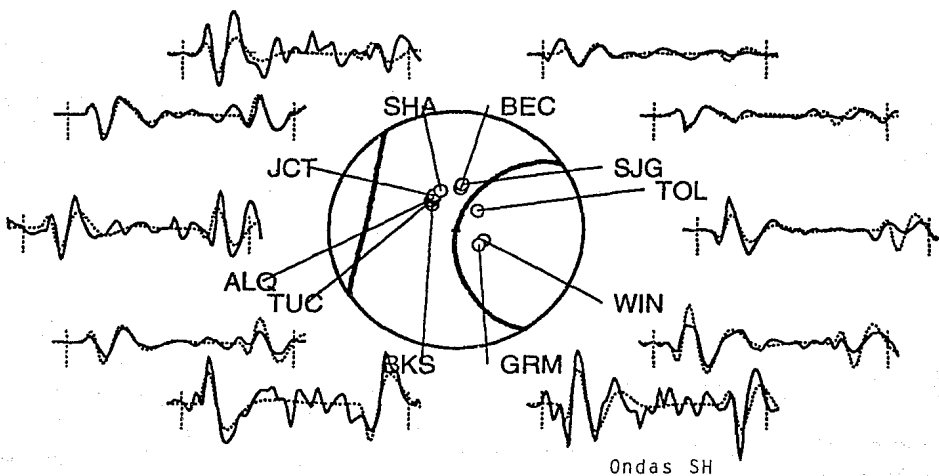 SHA BEC
JCT SJG
TOL
ALQ
TUC WIN
BKS GRM
Ondas SH